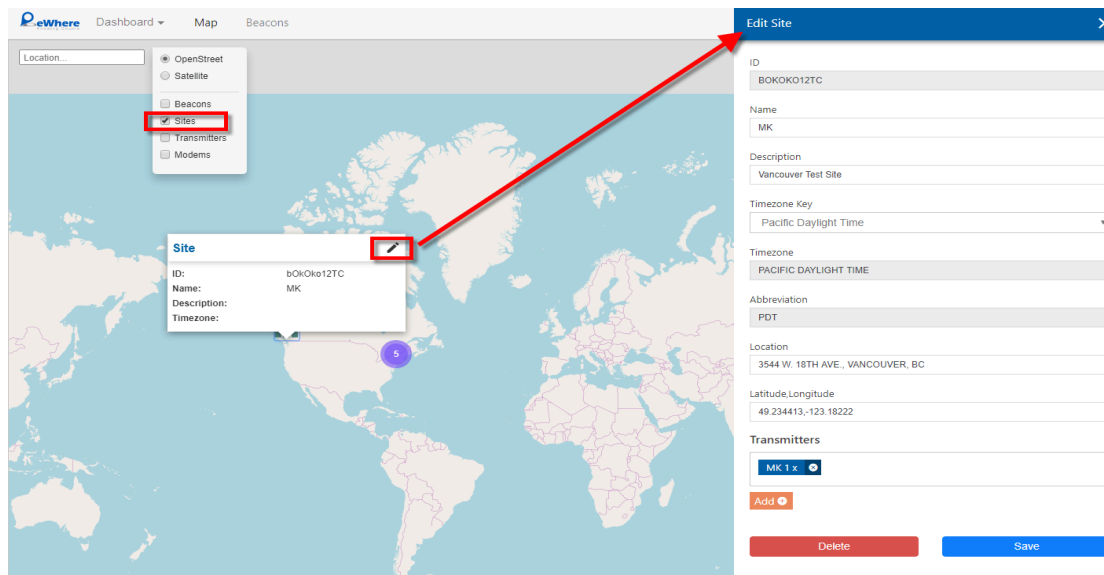 BeWhere Dashboard Map Beacons
Location...
OpenStreet
Satellite
Beacons
Sites
Transmitters
Modems
Site
ID: bOkOko12TC
Name: MK
Description:
Timezone:
5
Edit Site
ID
BOKOKO12TC
Name
MK
Description
Vancouver Test Site
Timezone Key
Pacific Daylight Time
Timezone
PACIFIC DAYLIGHT TIME
Abbreviation
PDT
Location
3544 W. 18TH AVE., VANCOUVER, BC
Latitude,Longitude
49.234413,-123.18222
Transmitters
MK 1 x
Add
Delete Save